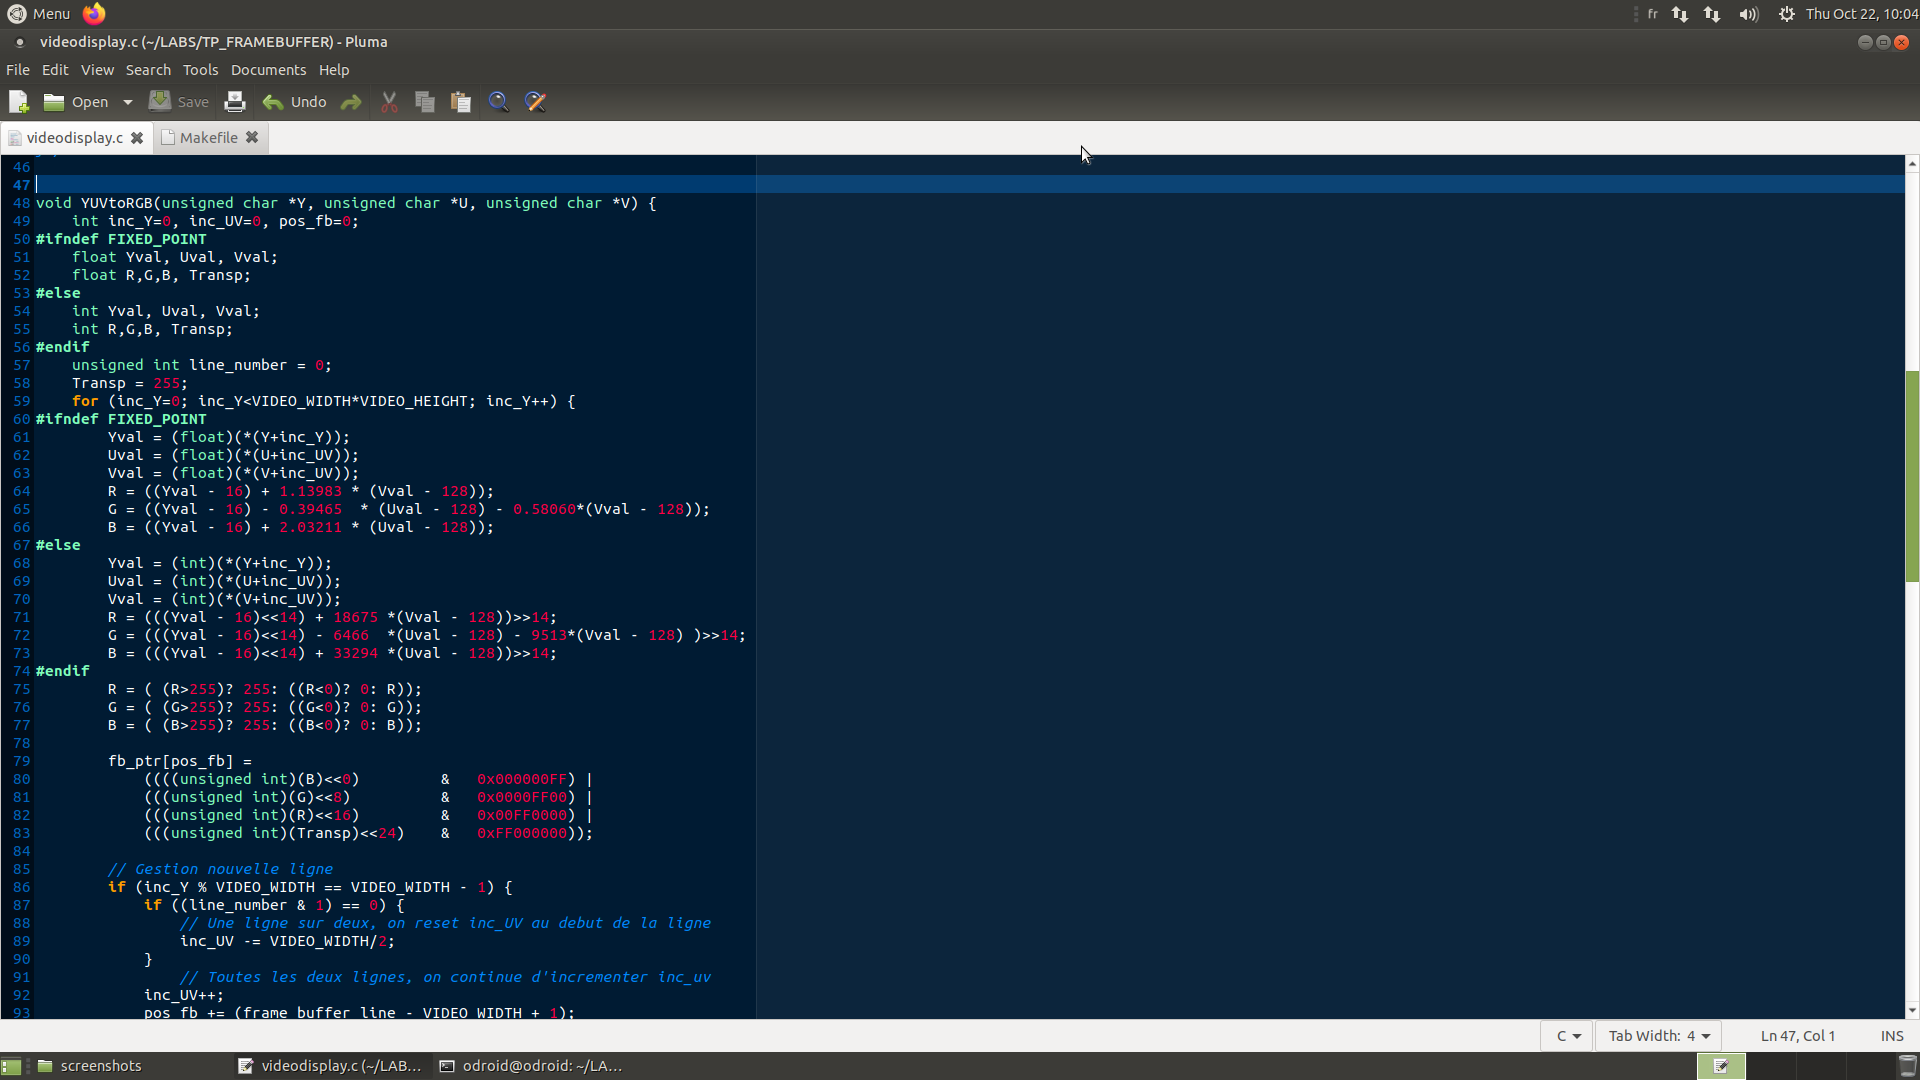 Menu fr Thu Oct 22, 10:04
videodisplay.c (~/LABS/TP_FRAMEBUFFER) - Pluma
File Edit View Search Tools Documents Help
Open Save Undo
videodisplay.c Makefile
46
47
48 void YUVtoRGB(unsigned char *Y, unsigned char *U, unsigned char *V) {
49     int inc_Y=0, inc_UV=0, pos_fb=0;
50 #ifndef FIXED_POINT
51     float Yval, Uval, Vval;
52     float R,G,B, Transp;
53 #else
54     int Yval, Uval, Vval;
55     int R,G,B, Transp;
56 #endif
57     unsigned int line_number = 0;
58     Transp = 255;
59     for (inc_Y=0; inc_Y<VIDEO_WIDTH*VIDEO_HEIGHT; inc_Y++) {
60 #ifndef FIXED_POINT
61         Yval = (float)(*(Y+inc_Y));
62         Uval = (float)(*(U+inc_UV));
63         Vval = (float)(*(V+inc_UV));
64         R = ((Yval - 16) + 1.13983 * (Vval - 128));
65         G = ((Yval - 16) - 0.39465  * (Uval - 128) - 0.58060*(Vval - 128));
66         B = ((Yval - 16) + 2.03211 * (Uval - 128));
67 #else
68         Yval = (int)(*(Y+inc_Y));
69         Uval = (int)(*(U+inc_UV));
70         Vval = (int)(*(V+inc_UV));
71         R = (((Yval - 16)<<14) + 18675 *(Vval - 128))>>14;
72         G = (((Yval - 16)<<14) - 6466  *(Uval - 128) - 9513*(Vval - 128) )>>14;
73         B = (((Yval - 16)<<14) + 33294 *(Uval - 128))>>14;
74 #endif
75         R = ( (R>255)? 255: ((R<0)? 0: R));
76         G = ( (G>255)? 255: ((G<0)? 0: G));
77         B = ( (B>255)? 255: ((B<0)? 0: B));
78
79         fb_ptr[pos_fb] =
80             ((((unsigned int)(B)<<0)         &   0x000000FF) |
81             (((unsigned int)(G)<<8)          &   0x0000FF00) |
82             (((unsigned int)(R)<<16)         &   0x00FF0000) |
83             (((unsigned int)(Transp)<<24)    &   0xFF000000));
84
85         // Gestion nouvelle ligne
86         if (inc_Y % VIDEO_WIDTH == VIDEO_WIDTH - 1) {
87             if ((line_number & 1) == 0) {
88                 // Une ligne sur deux, on reset inc_UV au debut de la ligne
89                 inc_UV -= VIDEO_WIDTH/2;
90             }
91                 // Toutes les deux lignes, on continue d'incrementer inc_uv
92             inc_UV++;
93             pos_fb += (frame_buffer_line - VIDEO_WIDTH + 1);
C Tab Width: 4 Ln 47, Col 1 INS
screenshots videodisplay.c (~/LAB... odroid@odroid: ~/LA...